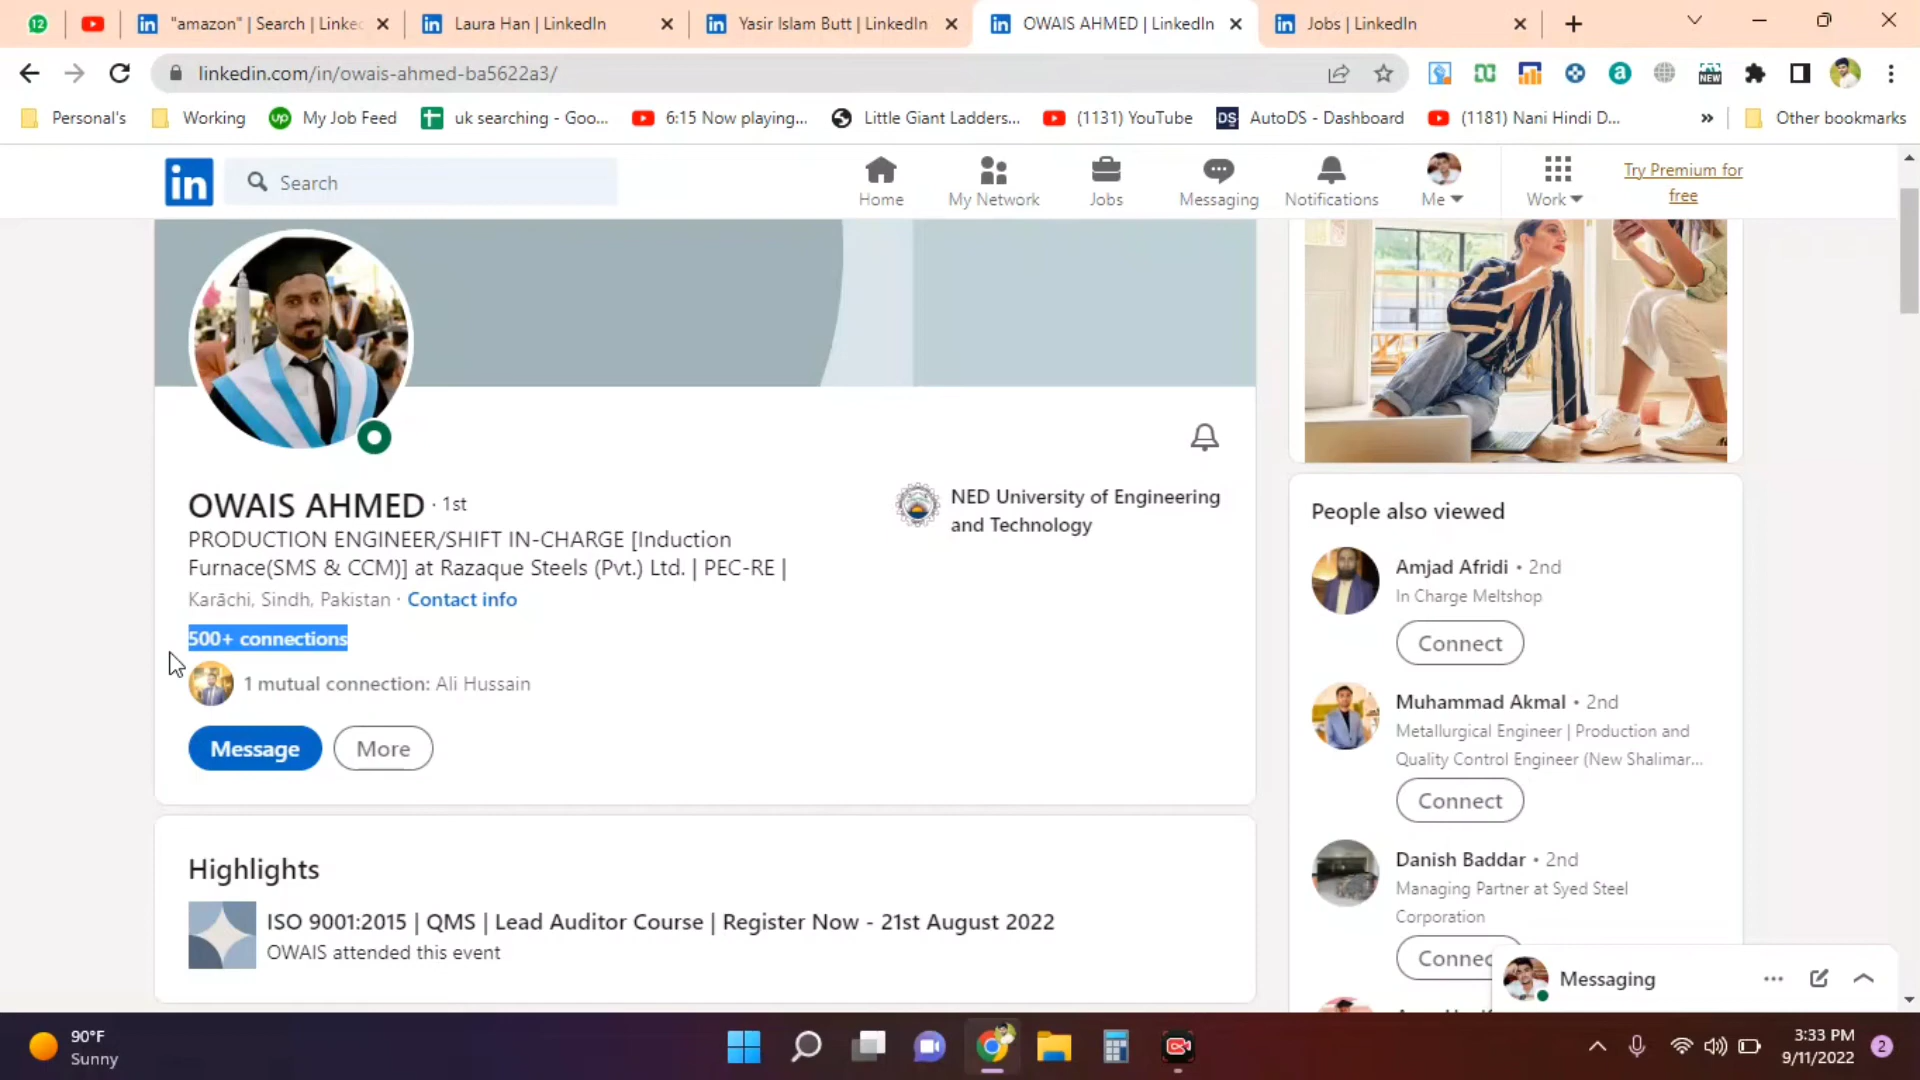 12
"amazon" | Search | Linke
Laura Han | LinkedIn
Yasir Islam Butt | LinkedIn
OWAIS AHMED | LinkedIn
Jobs | LinkedIn
linkedin.com/in/owais-ahmed-ba5622a3/
NEW
Personal's
Working
My Job Feed
uk searching - Goo...
6:15 Now playing...
Little Giant Ladders...
(1131) YouTube
DS AutoDS - Dashboard
(1181) Nani Hindi D...
»
Other bookmarks
in
Search
Home
My Network
Jobs
Messaging
Notifications
Me
Work
Try Premium for
free
OWAIS AHMED · 1st
PRODUCTION ENGINEER/SHIFT IN-CHARGE [Induction
Furnace(SMS & CCM)] at Razaque Steels (Pvt.) Ltd. | PEC-RE |
Karāchi, Sindh, Pakistan · Contact info
500+ connections
1 mutual connection: Ali Hussain
Message
More
NED University of Engineering
and Technology
Highlights
ISO 9001:2015 | QMS | Lead Auditor Course | Register Now - 21st August 2022
OWAIS attended this event
People also viewed
Amjad Afridi • 2nd
In Charge Meltshop
Connect
Muhammad Akmal • 2nd
Metallurgical Engineer | Production and
Quality Control Engineer (New Shalimar...
Connect
Danish Baddar • 2nd
Managing Partner at Syed Steel
Corporation
Connec
Messaging
90°F
Sunny
3:33 PM
9/11/2022
2